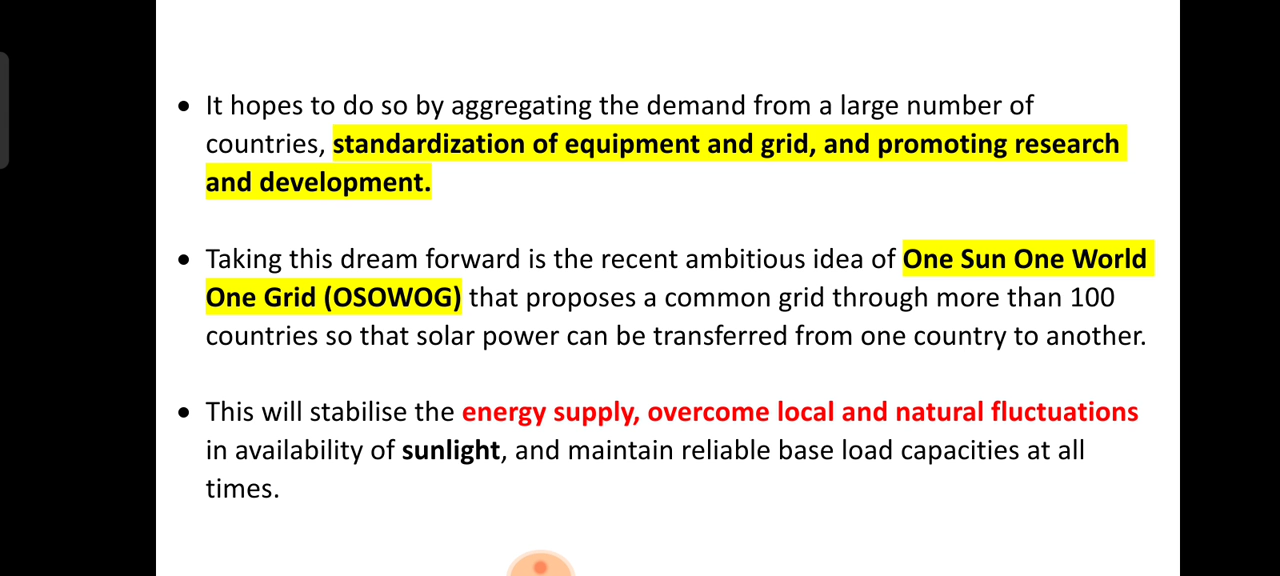 • It hopes to do so by aggregating the demand from a large number of
countries, standardization of equipment and grid, and promoting research
and development.
• Taking this dream forward is the recent ambitious idea of One Sun One World
One Grid (OSOWOG) that proposes a common grid through more than 100
countries so that solar power can be transferred from one country to another.
• This will stabilise the energy supply, overcome local and natural fluctuations
in availability of sunlight, and maintain reliable base load capacities at all
times.